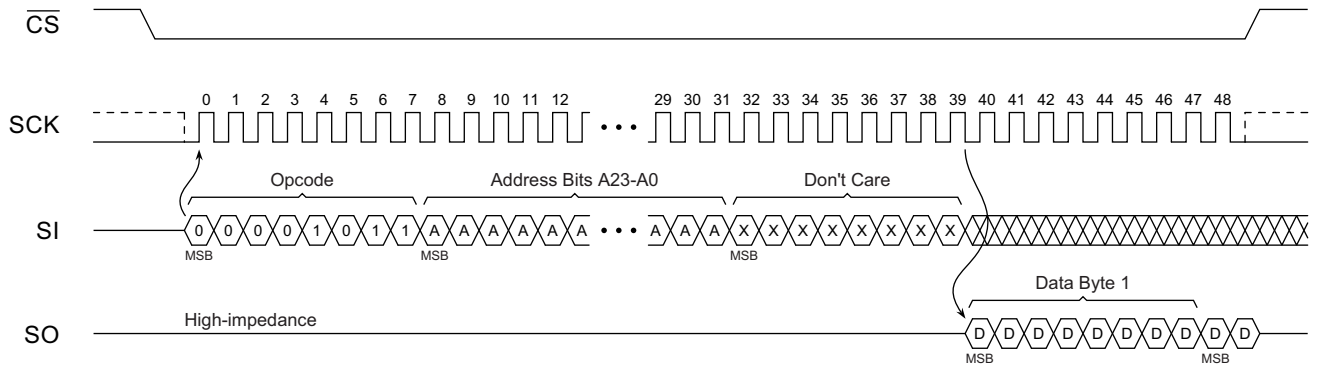 CS
0 1 2 3 4 5 6 7 8 9 10 11 12 29 30 31 32 33 34 35 36 37 38 39 40 41 42 43 44 45 46 47 48
SCK
Opcode Address Bits A23-A0 Don't Care
SI 0 0 0 0 1 0 1 1 A A A A A A A A A X X X X X X X X
MSB MSB MSB
Data Byte 1
High-impedance
SO D D D D D D D D D D
MSB MSB